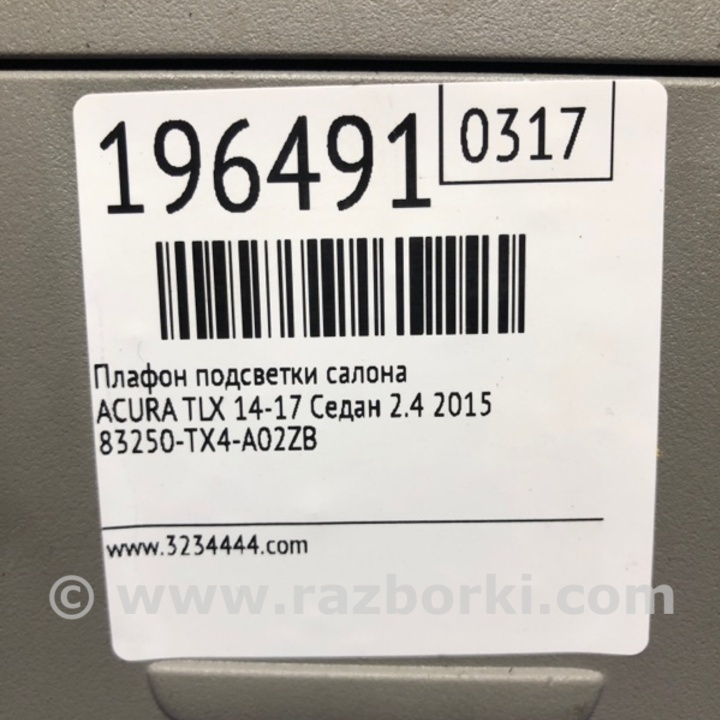 196491
0317
Плафон подсветки салона
ACURA TLX 14-17 Седан 2.4 2015
83250-TX4-A02ZB
www.3234444.com
© www.razborki.com